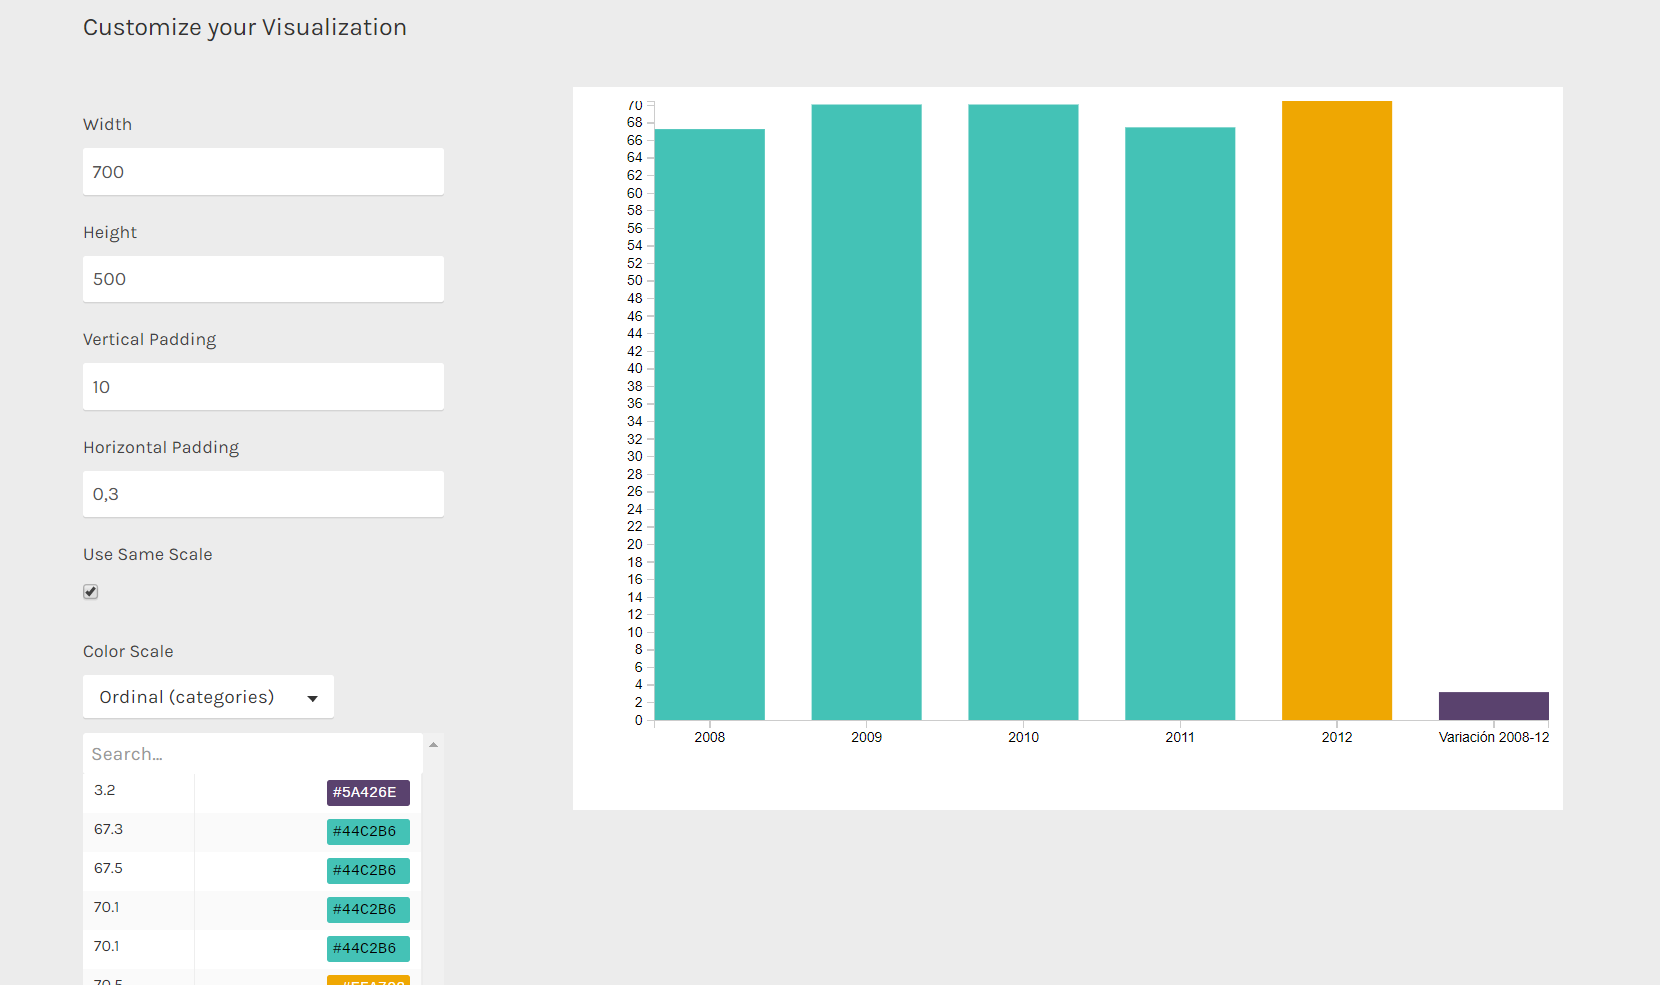 Customize your Visualization
Width
700
Height
500
Vertical Padding
10
Horizontal Padding
0,3
Use Same Scale
Color Scale
Ordinal (categories)
Search...
3.2 #5A426E
67.3 #44C2B6
67.5 #44C2B6
70.1 #44C2B6
70.1 #44C2B6
70.5
70
68
66
64
62
60
58
56
54
52
50
48
46
44
42
40
38
36
34
32
30
28
26
24
22
20
18
16
14
12
10
8
6
4
2
0
2008 2009 2010 2011 2012 Variación 2008-12